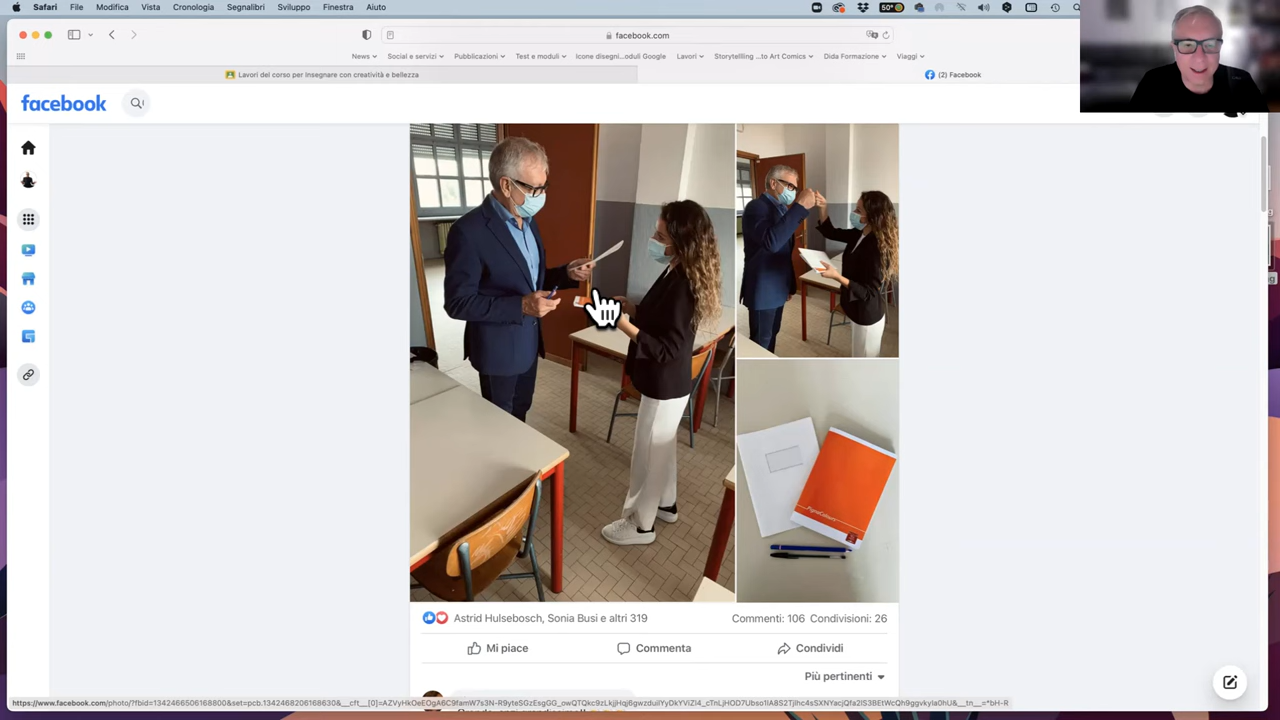 Safari File Modifica Vista Cronologia Segnalibri Sviluppo Finestra Aiuto
50°
facebook.com
News Social e servizi Pubblicazioni Test e moduli Icone disegni...oduli Google Lavori Storytelling ...to Art Comics Dida Formazione Viaggi
Lavori del corso per Insegnare con creatività e bellezza
(2) Facebook
facebook
Astrid Hulsebosch, Sonia Busi e altri 319
Commenti: 106 Condivisioni: 26
Mi piace Commenta Condividi
Più pertinenti